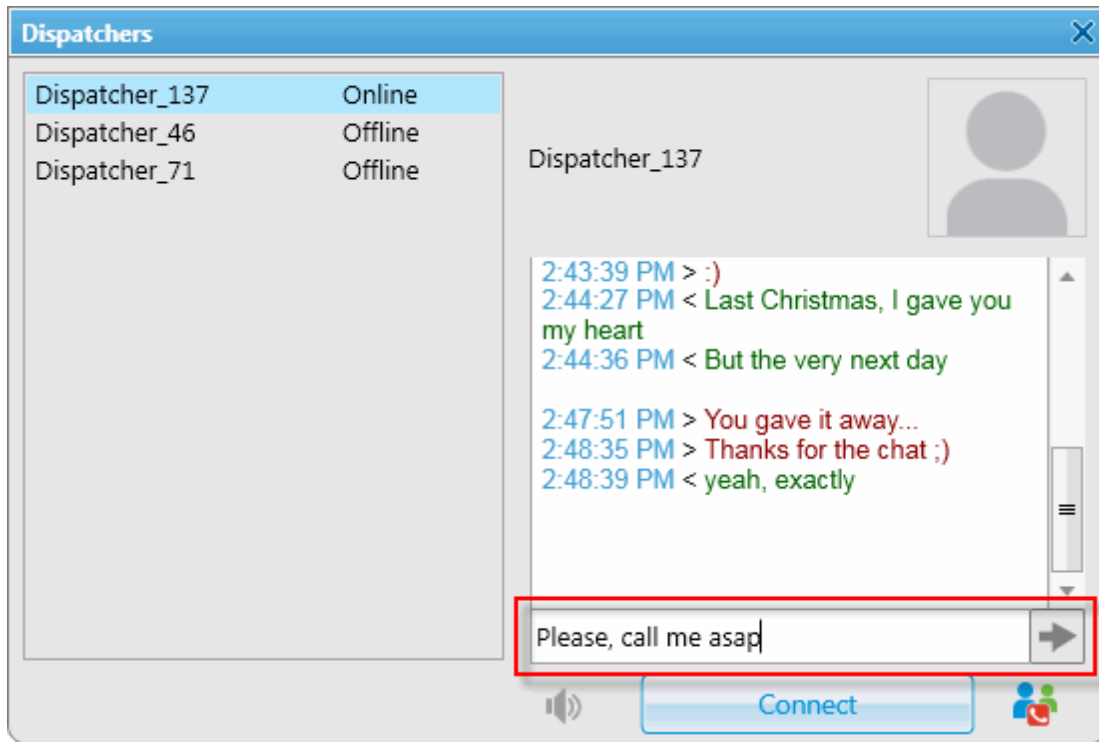 Dispatchers
Dispatcher_137 Online
Dispatcher_46 Offline
Dispatcher_71 Offline
Dispatcher_137
2:43:39 PM > :)
2:44:27 PM < Last Christmas, I gave you
my heart
2:44:36 PM < But the very next day
2:47:51 PM > You gave it away...
2:48:35 PM > Thanks for the chat ;)
2:48:39 PM < yeah, exactly
Please, call me asap
Connect